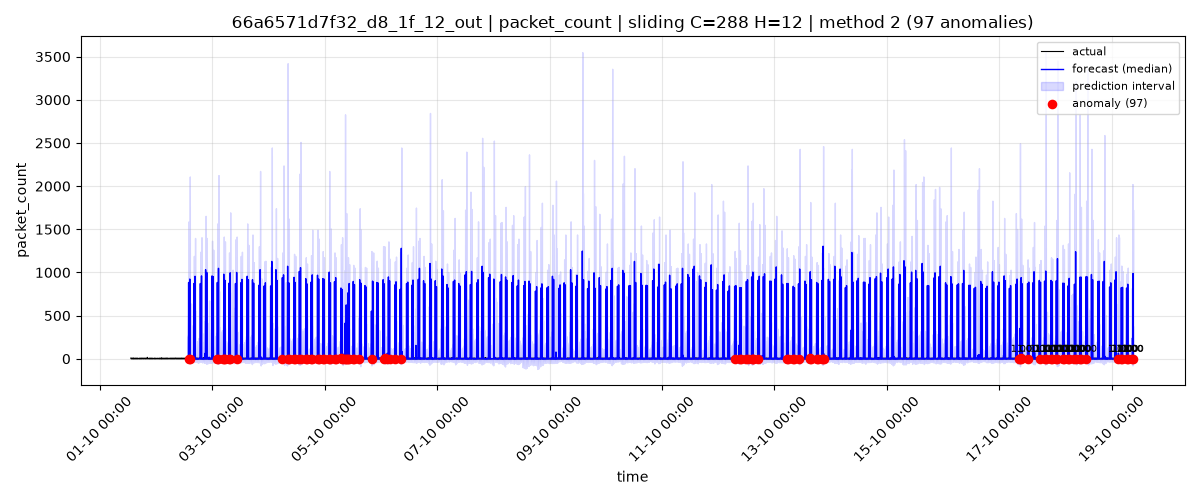 66a6571d7f32_d8_1f_12_out | packet_count | sliding C=288 H=12 | method 2 (97 anomalies)
actual
forecast (median)
prediction interval
anomaly (97)
packet_count
3500
3000
2500
2000
1500
1000
500
0
01-10 00:00
03-10 00:00
05-10 00:00
07-10 00:00
09-10 00:00
11-10 00:00
13-10 00:00
15-10 00:00
17-10 00:00
19-10 00:00
time